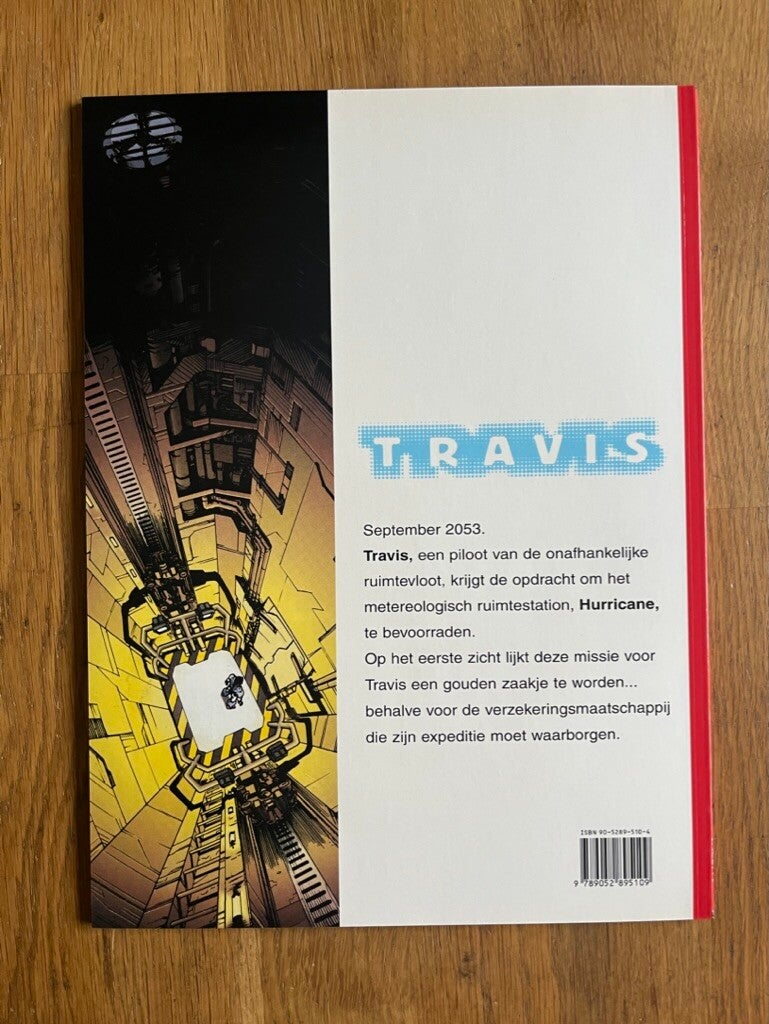 TRAVIS
September 2053.
Travis, een piloot van de onafhankelijke
ruimtevloot, krijgt de opdracht om het
metereologisch ruimtestation, Hurricane,
te bevoorraden.
Op het eerste zicht lijkt deze missie voor
Travis een gouden zaakje te worden...
behalve voor de verzekeringsmaatschappij
die zijn expeditie moet waarborgen.
ISBN 90-5289-510-4
9 789052 895109